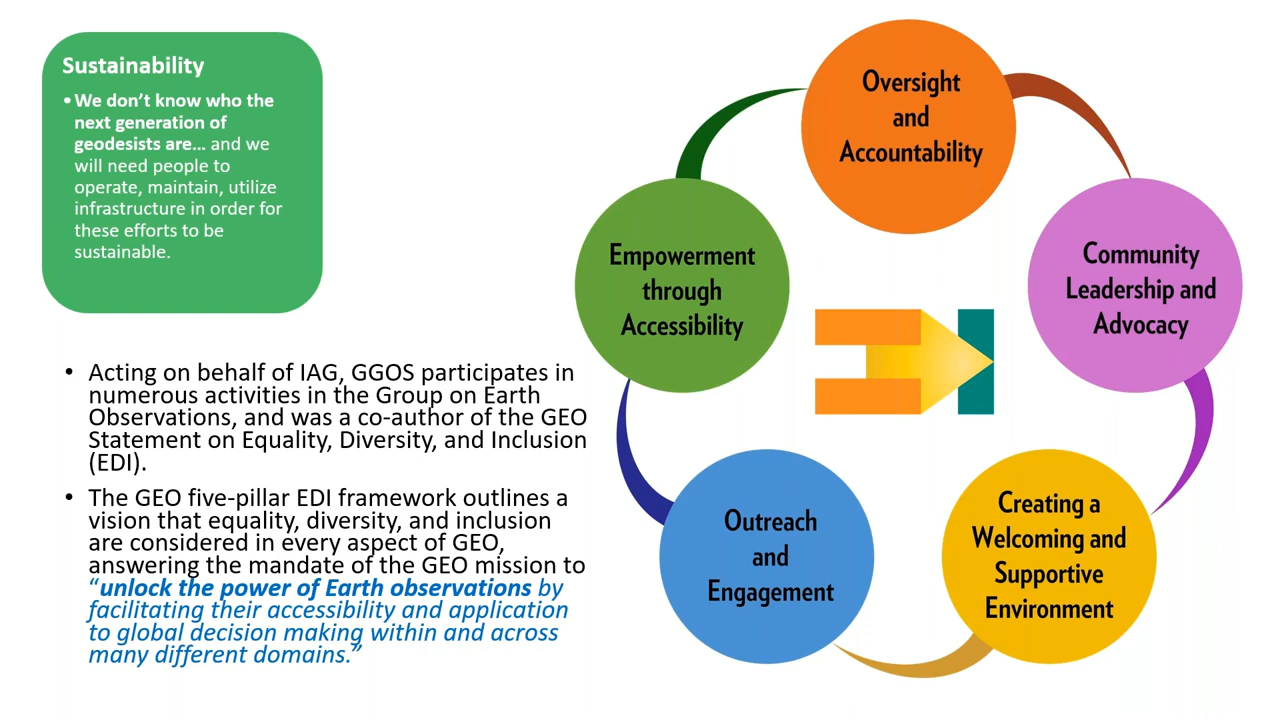 Sustainability
• We don’t know who the
next generation of
geodesists are… and we
will need people to
operate, maintain, utilize
infrastructure in order for
these efforts to be
sustainable.
• Acting on behalf of IAG, GGOS participates in
numerous activities in the Group on Earth
Observations, and was a co-author of the GEO
Statement on Equality, Diversity, and Inclusion
(EDI).
• The GEO five-pillar EDI framework outlines a
vision that equality, diversity, and inclusion
are considered in every aspect of GEO,
answering the mandate of the GEO mission to
“unlock the power of Earth observations by
facilitating their accessibility and application
to global decision making within and across
many different domains.”
Oversight
and
Accountability
Community
Leadership and
Advocacy
Creating a
Welcoming and
Supportive
Environment
Outreach
and
Engagement
Empowerment
through
Accessibility